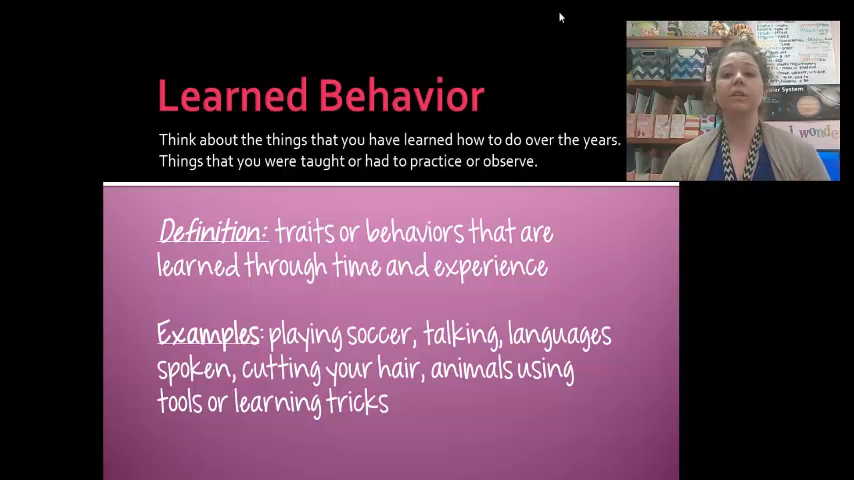 Learned Behavior
Think about the things that you have learned how to do over the years.
Things that you were taught or had to practice or observe.
Definition: traits or behaviors that are
learned through time and experience
Examples: playing soccer, talking, languages
spoken, cutting your hair, animals using
tools or learning tricks
System
I wonde